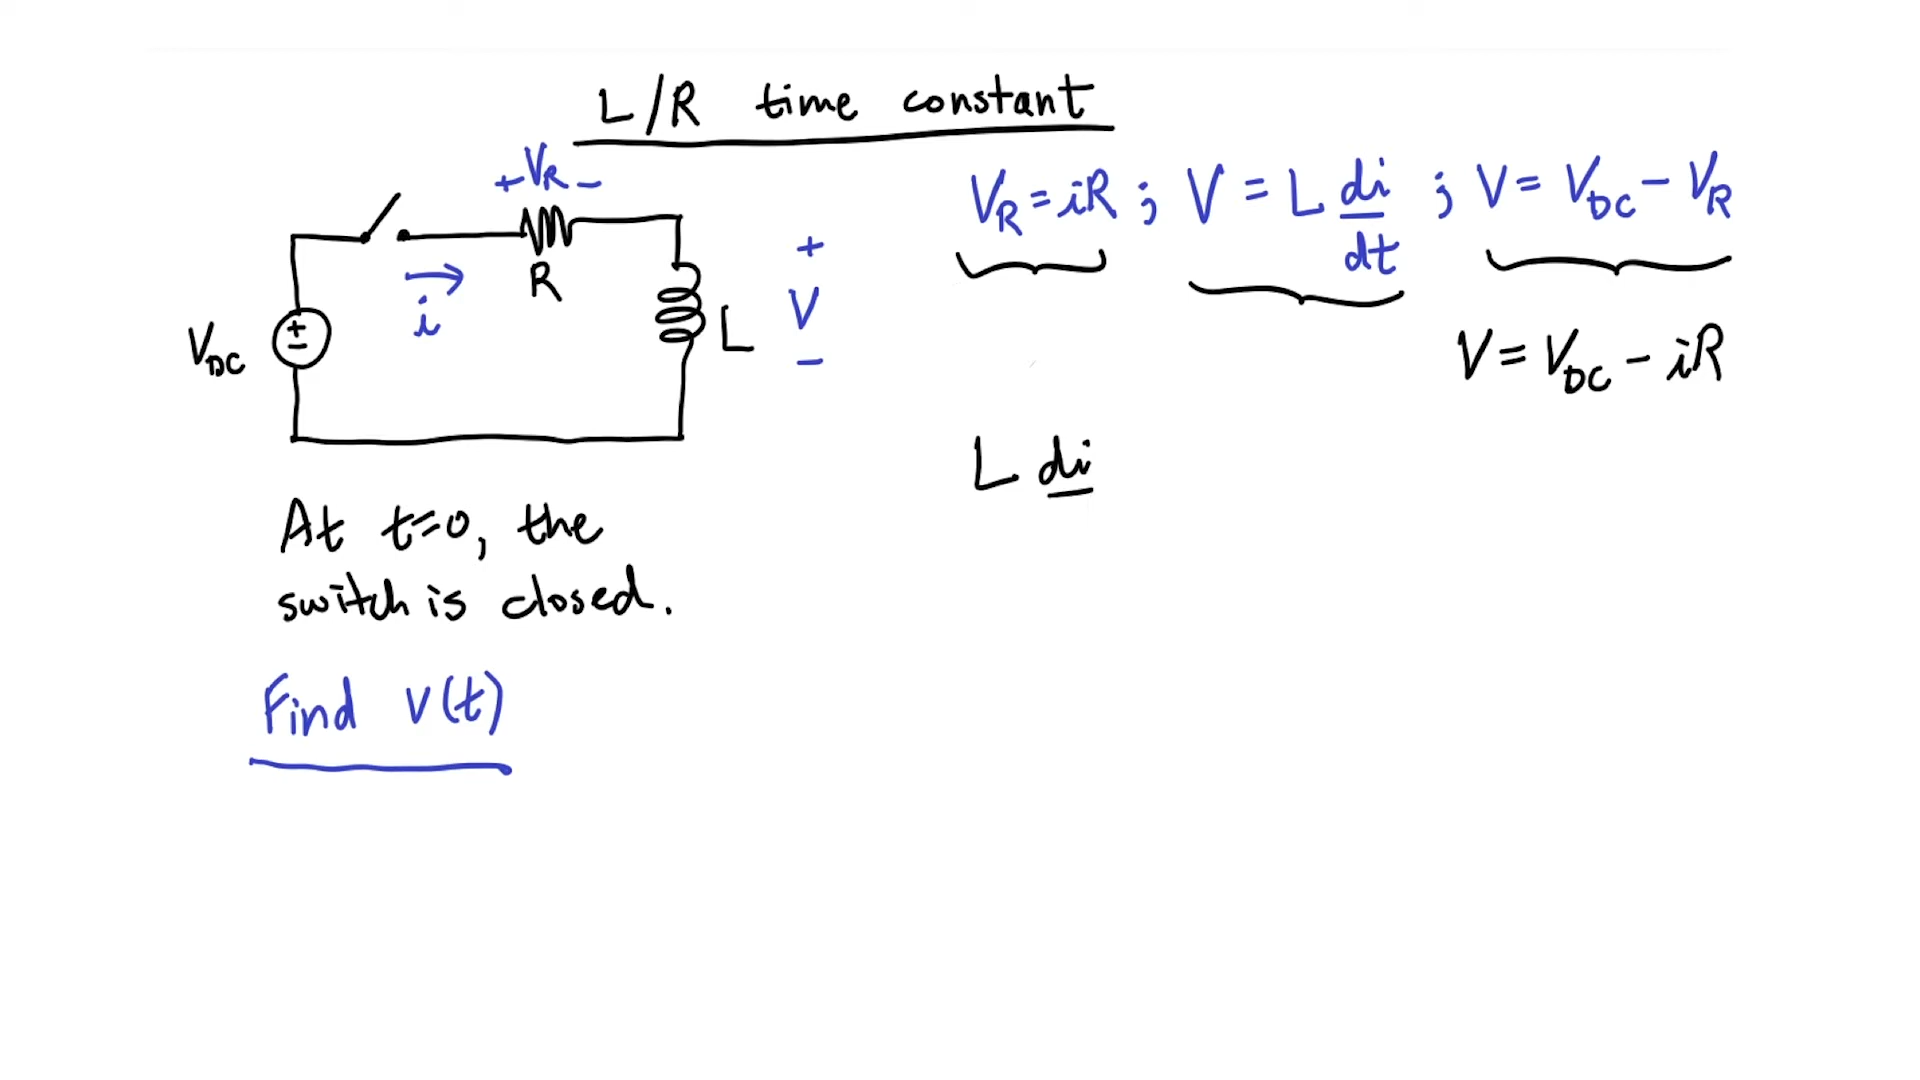 L/R time constant
+ VR −
VR = iR ; V = L di/dt ; V = VDC − VR
i
R
+
V
−
L
VDC
+
−
V = VDC − iR
L di
At t=0, the
switch is closed.
Find v(t)